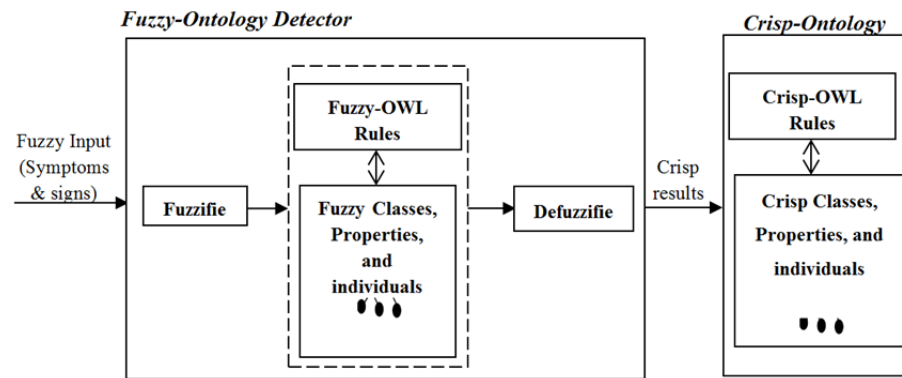 Fuzzy-Ontology Detector
Crisp-Ontology
Fuzzy Input
(Symptoms
& signs)
Fuzzifie
Fuzzy-OWL
Rules
Fuzzy Classes,
Properties,
and
individuals
Defuzzifie
Crisp
results
Crisp-OWL
Rules
Crisp Classes,
Properties, and
individuals